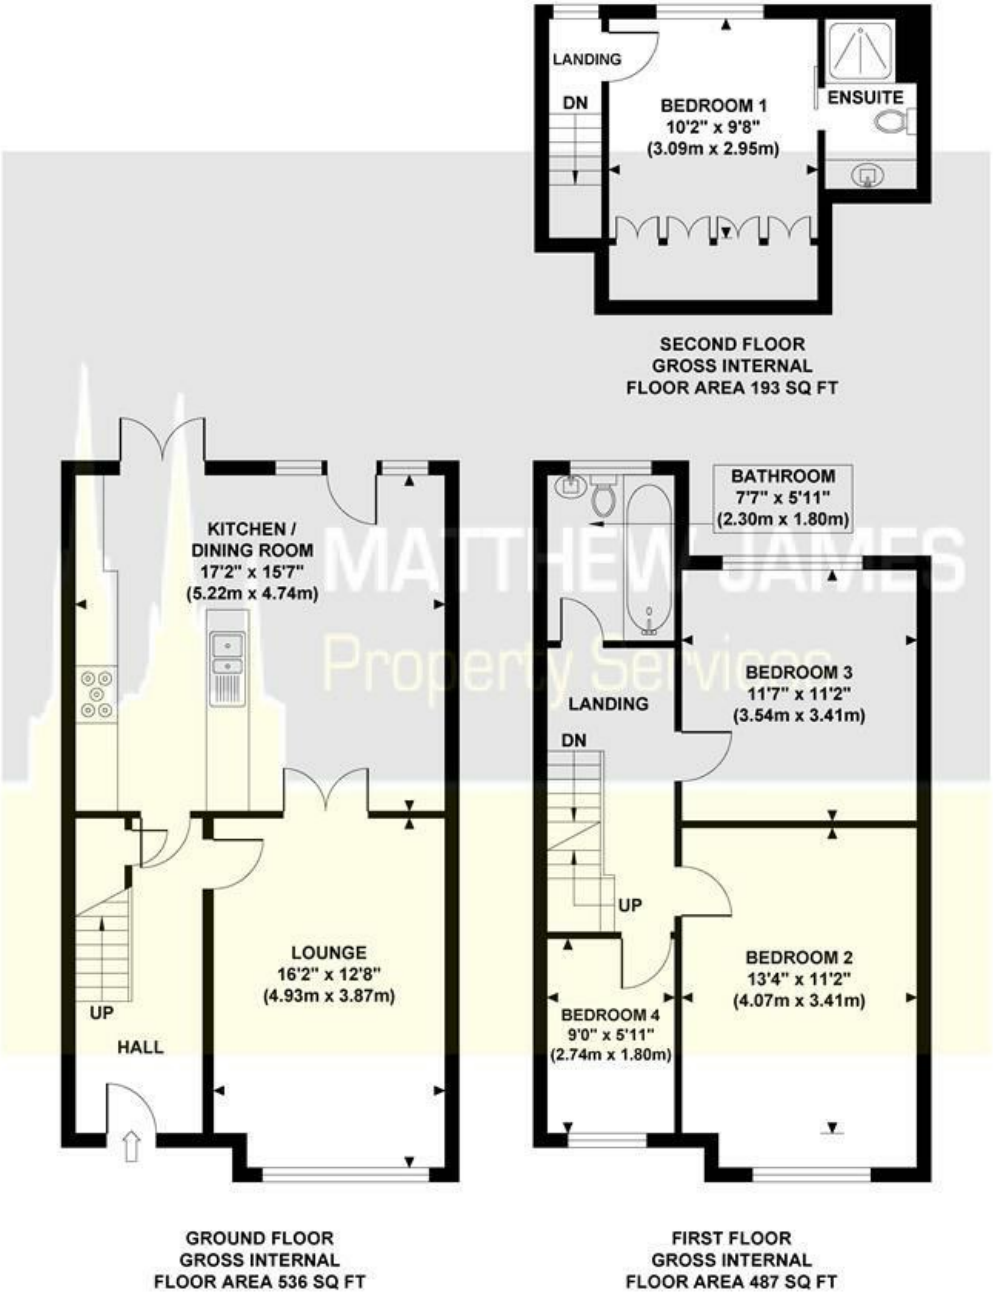 LANDING
DN
BEDROOM 1
10'2" x 9'8"
(3.09m x 2.95m)
ENSUITE
SECOND FLOOR
GROSS INTERNAL
FLOOR AREA 193 SQ FT
KITCHEN /
DINING ROOM
17'2" x 15'7"
(5.22m x 4.74m)
BATHROOM
7'7" x 5'11"
(2.30m x 1.80m)
MATTHEW JAMES
Property Services
BEDROOM 3
11'7" x 11'2"
(3.54m x 3.41m)
LANDING
DN
UP
LOUNGE
16'2" x 12'8"
(4.93m x 3.87m)
UP
HALL
BEDROOM 2
13'4" x 11'2"
(4.07m x 3.41m)
BEDROOM 4
9'0" x 5'11"
(2.74m x 1.80m)
GROUND FLOOR
GROSS INTERNAL
FLOOR AREA 536 SQ FT
FIRST FLOOR
GROSS INTERNAL
FLOOR AREA 487 SQ FT